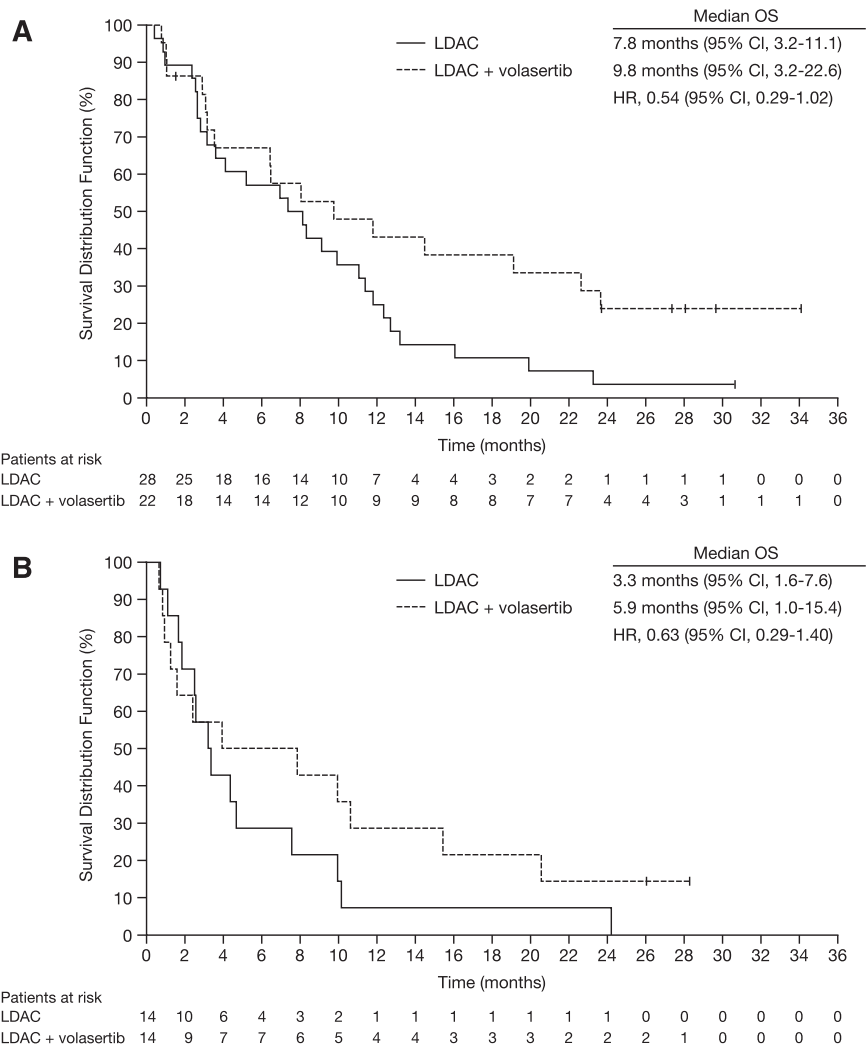 A
Median OS
LDAC
7.8 months (95% CI, 3.2-11.1)
LDAC + volasertib
9.8 months (95% CI, 3.2-22.6)
HR, 0.54 (95% CI, 0.29-1.02)
Survival Distribution Function (%)
100
90
80
70
60
50
40
30
20
10
0
0 2 4 6 8 10 12 14 16 18 20 22 24 26 28 30 32 34 36
Time (months)
Patients at risk
LDAC 28 25 18 16 14 10 7 4 4 3 2 2 1 1 1 1 0 0 0
LDAC + volasertib 22 18 14 14 12 10 9 9 8 8 7 7 4 4 3 1 1 1 0
B
Median OS
LDAC
3.3 months (95% CI, 1.6-7.6)
LDAC + volasertib
5.9 months (95% CI, 1.0-15.4)
HR, 0.63 (95% CI, 0.29-1.40)
Survival Distribution Function (%)
100
90
80
70
60
50
40
30
20
10
0
0 2 4 6 8 10 12 14 16 18 20 22 24 26 28 30 32 34 36
Time (months)
Patients at risk
LDAC 14 10 6 4 3 2 1 1 1 1 1 1 1 0 0 0 0 0 0
LDAC + volasertib 14 9 7 7 6 5 4 4 3 3 3 2 2 2 1 0 0 0 0